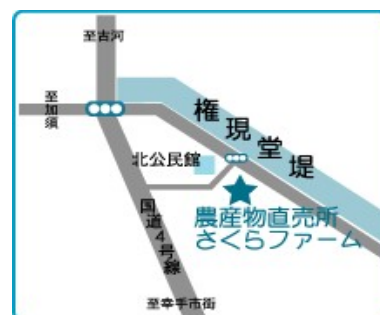 至古河
至加須
権現堂堤
北公民館
農産物直売所
さくらファーム
国道4号線
至幸手市街